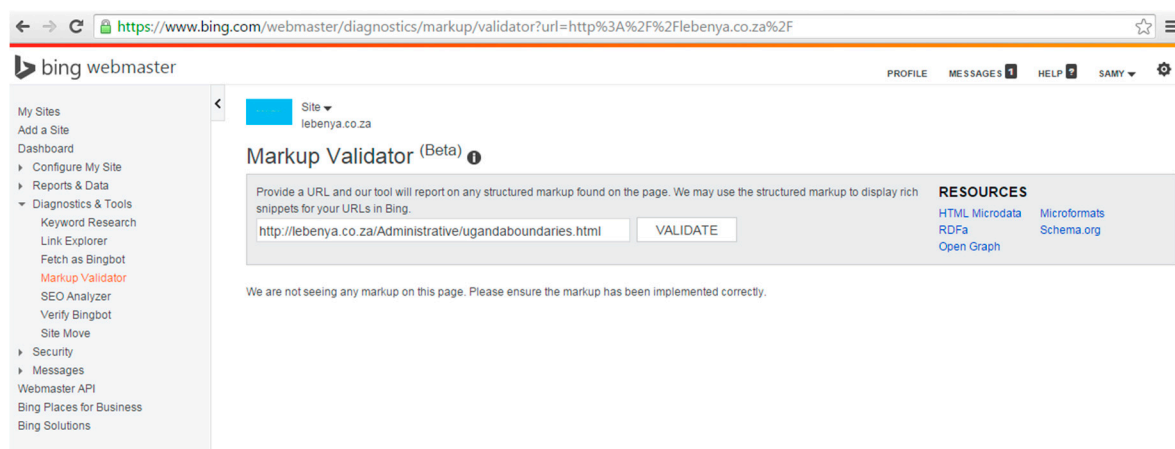 https://www.bing.com/webmaster/diagnostics/markup/validator?url=http%3A%2F%2Flebenya.co.za%2F
bing webmaster
PROFILE MESSAGES 1 HELP ? SAMY
My Sites
Add a Site
Dashboard
Configure My Site
Reports & Data
Diagnostics & Tools
Keyword Research
Link Explorer
Fetch as Bingbot
Markup Validator
SEO Analyzer
Verify Bingbot
Site Move
Security
Messages
Webmaster API
Bing Places for Business
Bing Solutions
Site
lebenya.co.za
Markup Validator (Beta)
Provide a URL and our tool will report on any structured markup found on the page. We may use the structured markup to display rich
snippets for your URLs in Bing.
http://lebenya.co.za/Administrative/ugandaboundaries.html VALIDATE
RESOURCES
HTML Microdata Microformats
RDFa Schema.org
Open Graph
We are not seeing any markup on this page. Please ensure the markup has been implemented correctly.